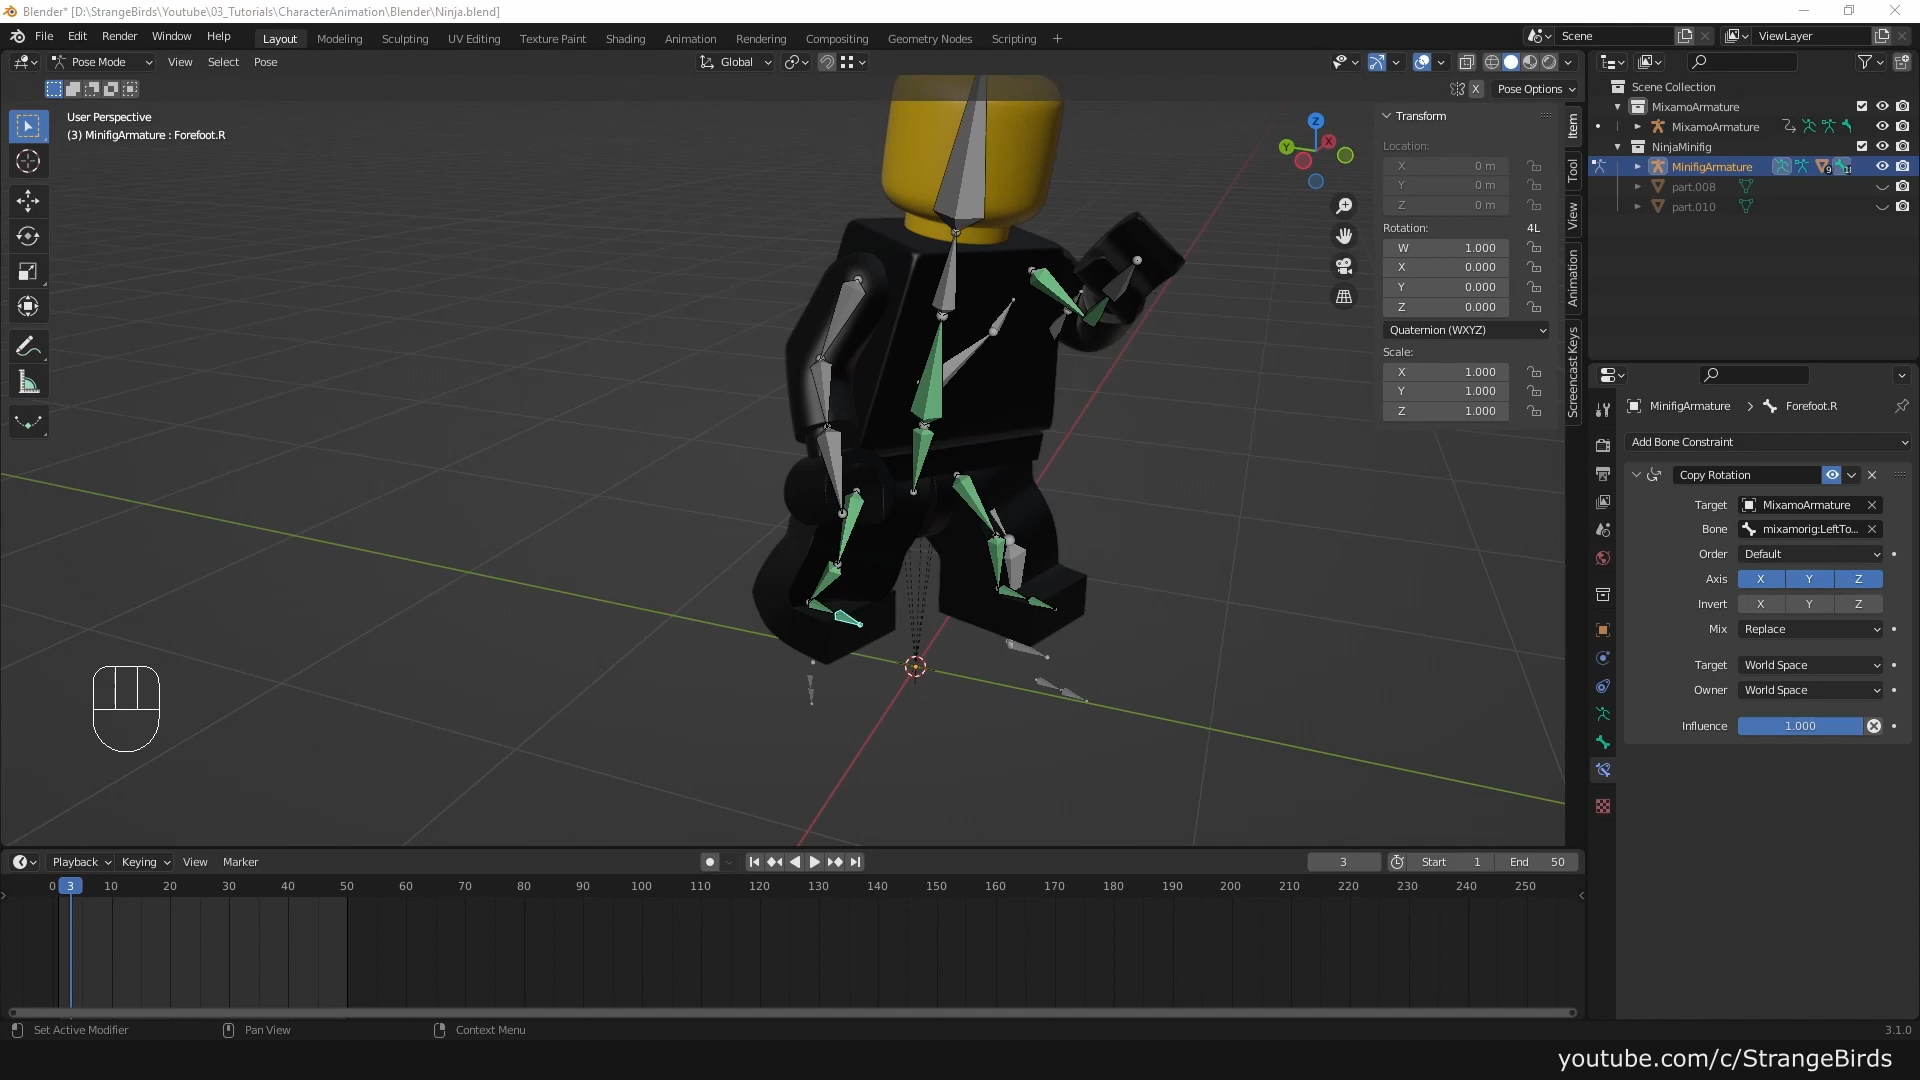 Blender* [D:\StrangeBirds\Youtube\03_Tutorials\CharacterAnimation\Blender\Ninja.blend]
File Edit Render Window Help Layout Modeling Sculpting UV Editing Texture Paint Shading Animation Rendering Compositing Geometry Nodes Scripting + Scene ViewLayer
Pose Mode View Select Pose Global
X Pose Options
User Perspective
(3) MinifigArmature : Forefoot.R
Z
Y
X
Transform
Location:
X 0 m
Y 0 m
Z 0 m
Rotation: 4L
W 1.000
X 0.000
Y 0.000
Z 0.000
Quaternion (WXYZ)
Scale:
X 1.000
Y 1.000
Z 1.000
Item
Tool
View
Animation
Screencast Keys
Scene Collection
MixamoArmature
MixamoArmature
NinjaMinifig
MinifigArmature 9
part.008
part.010
MinifigArmature > Forefoot.R
Add Bone Constraint
Copy Rotation
Target MixamoArmature
Bone mixamorig:LeftTo...
Order Default
Axis X Y Z
Invert X Y Z
Mix Replace
Target World Space
Owner World Space
Influence 1.000
Playback Keying View Marker 3 Start 1 End 50
0 3 10 20 30 40 50 60 70 80 90 100 110 120 130 140 150 160 170 180 190 200 210 220 230 240 250
Set Active Modifier Pan View Context Menu 3.1.0
youtube.com/c/StrangeBirds